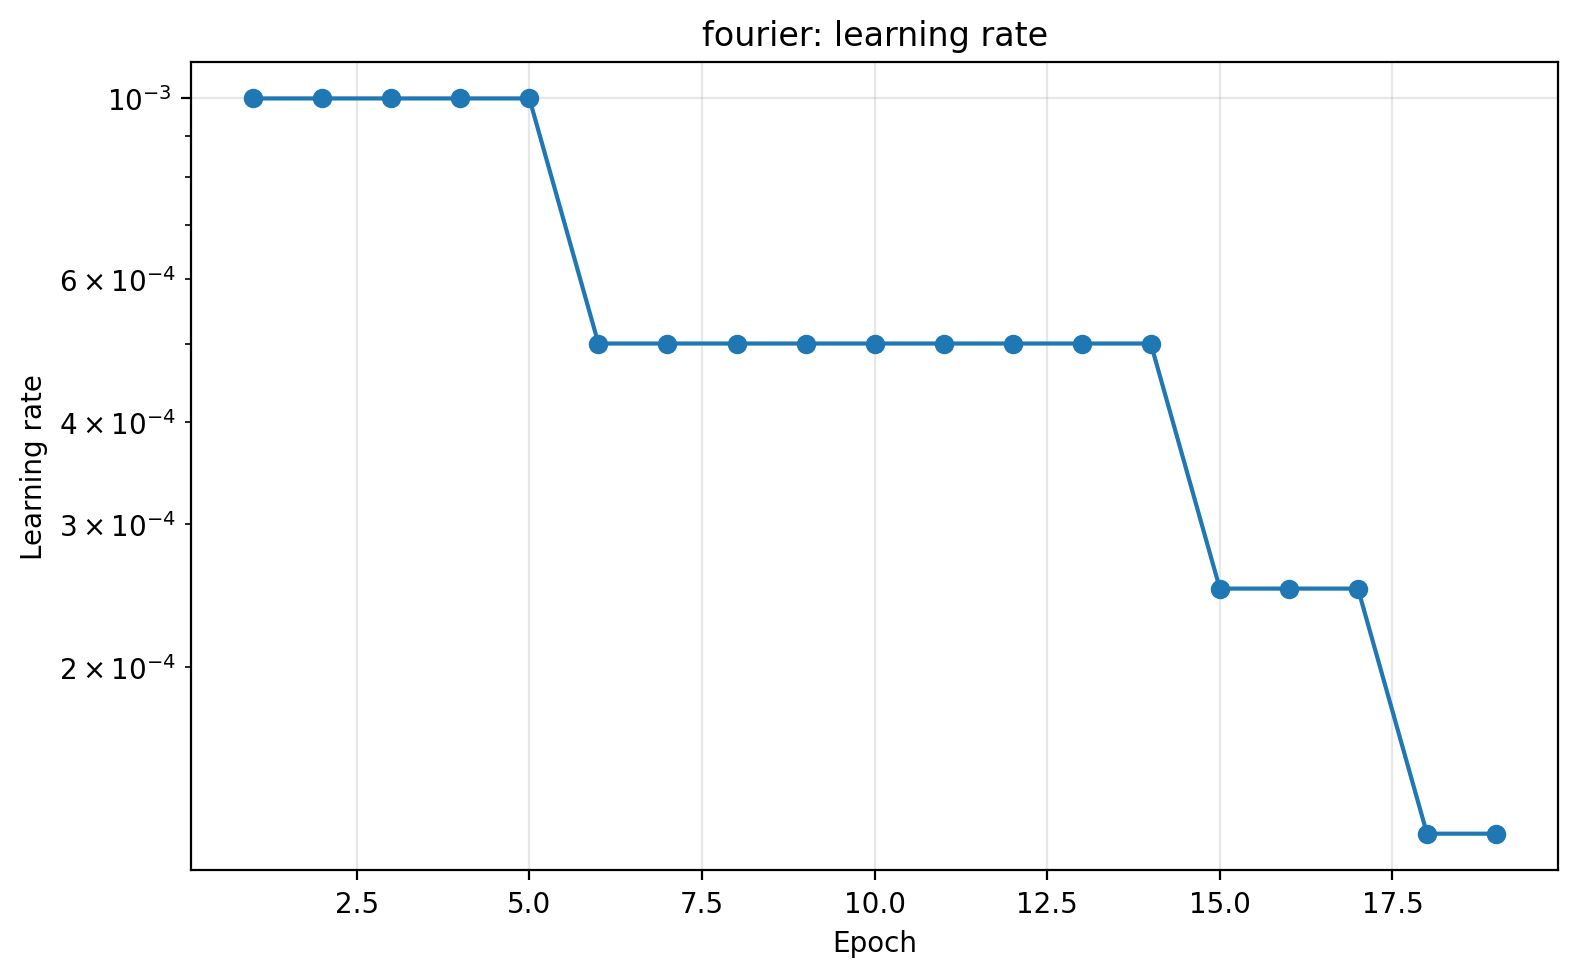 fourier: learning rate
Learning rate
10⁻³
6 × 10⁻⁴
4 × 10⁻⁴
3 × 10⁻⁴
2 × 10⁻⁴
2.5 5.0 7.5 10.0 12.5 15.0 17.5
Epoch